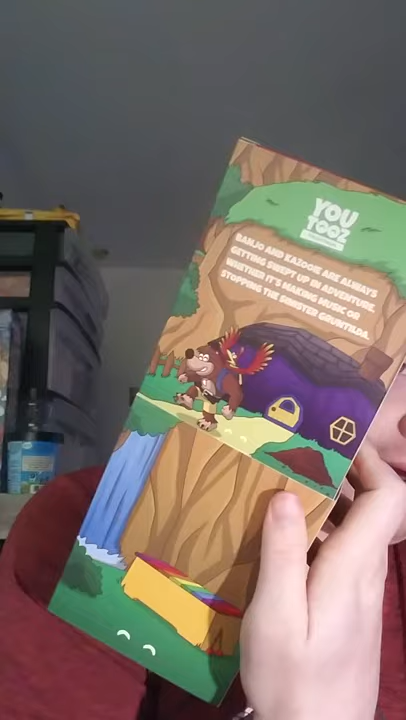 YOU
TOOZ
BANJO AND KAZOOIE ARE ALWAYS
GETTING SWEPT UP IN ADVENTURE,
WHETHER IT'S MAKING MUSIC OR
STOPPING THE SINISTER GRUNTILDA.